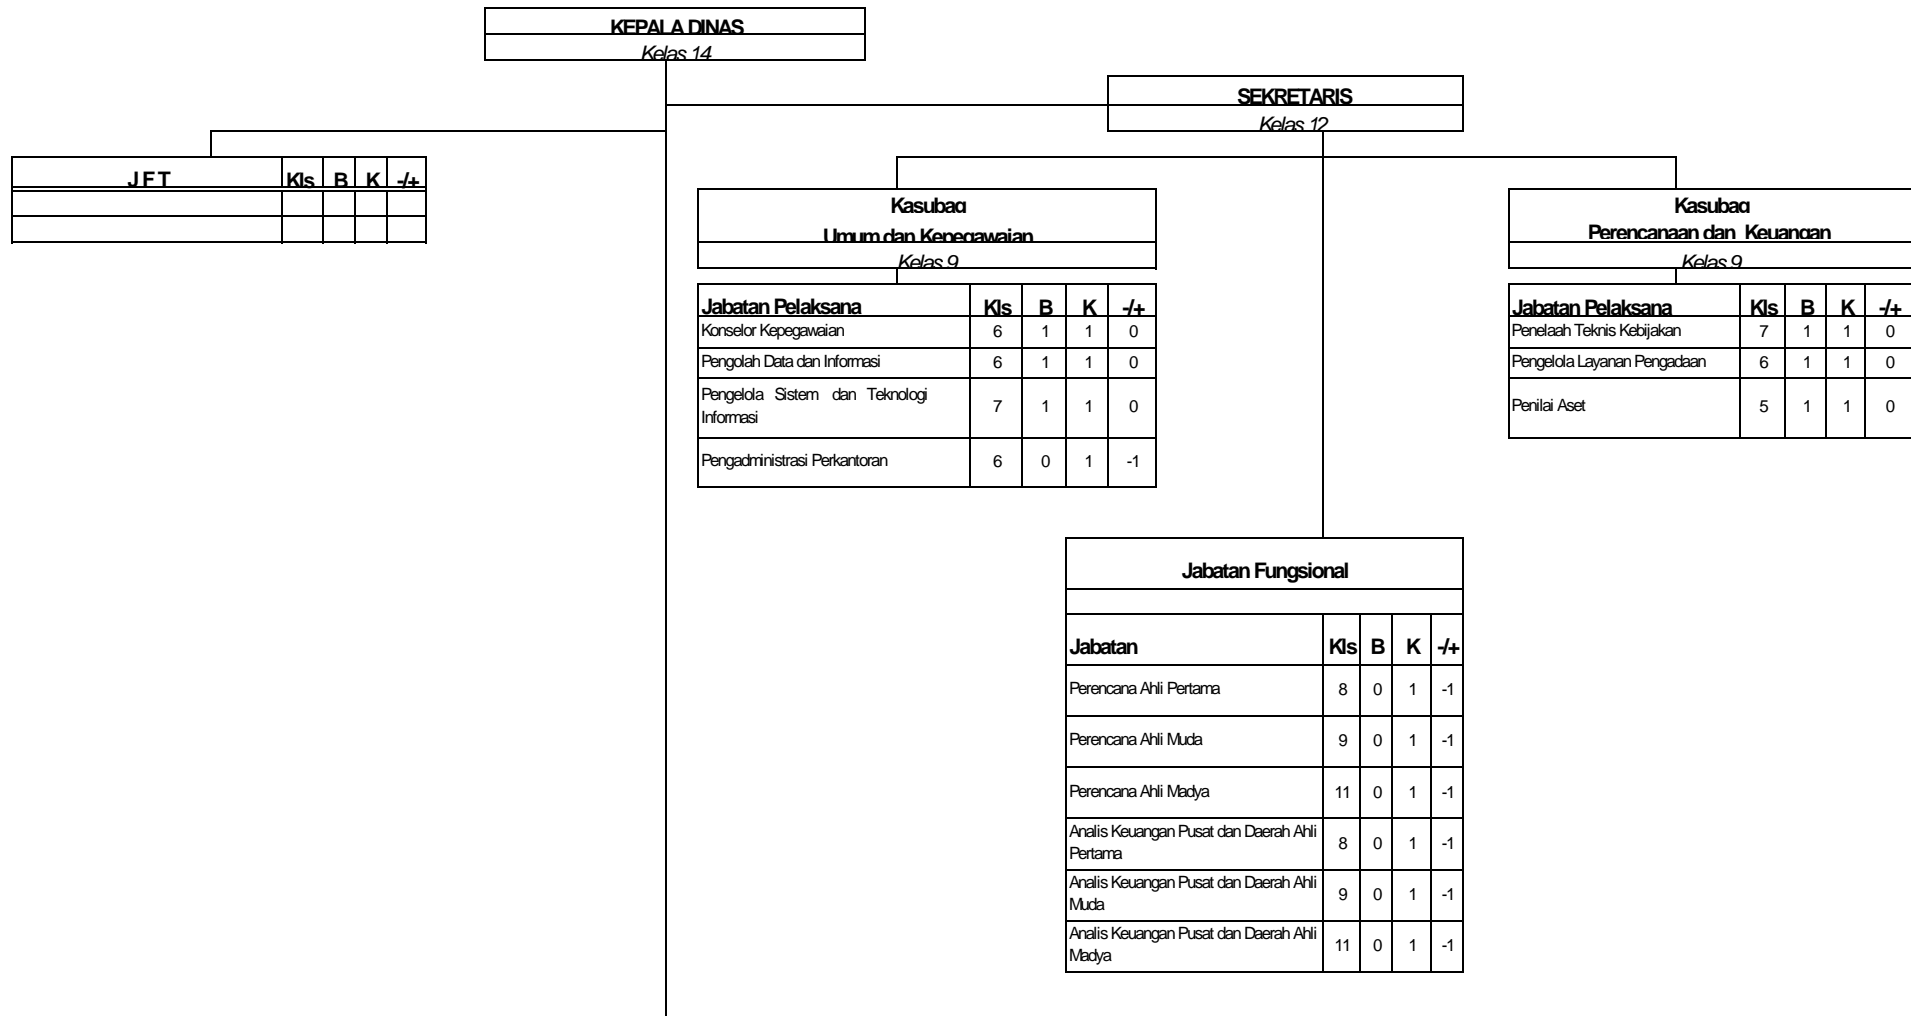 KEPALA DINAS
Kelas 14
SEKRETARIS
Kelas 12
JFT Kls B K -/+
Kasubag
Umum dan Kepegawaian
Kelas 9
Jabatan Pelaksana Kls B K -/+
Konselor Kepegawaian 6 1 1 0
Pengolah Data dan Informasi 6 1 1 0
Pengelola Sistem dan Teknologi
Informasi 7 1 1 0
Pengadministrasi Perkantoran 6 0 1 -1
Kasubag
Perencanaan dan Keuangan
Kelas 9
Jabatan Pelaksana Kls B K -/+
Penelaah Teknis Kebijakan 7 1 1 0
Pengelola Layanan Pengadaan 6 1 1 0
Penilai Aset 5 1 1 0
Jabatan Fungsional
Jabatan Kls B K -/+
Perencana Ahli Pertama 8 0 1 -1
Perencana Ahli Muda 9 0 1 -1
Perencana Ahli Madya 11 0 1 -1
Analis Keuangan Pusat dan Daerah Ahli
Pertama 8 0 1 -1
Analis Keuangan Pusat dan Daerah Ahli
Muda 9 0 1 -1
Analis Keuangan Pusat dan Daerah Ahli
Madya 11 0 1 -1